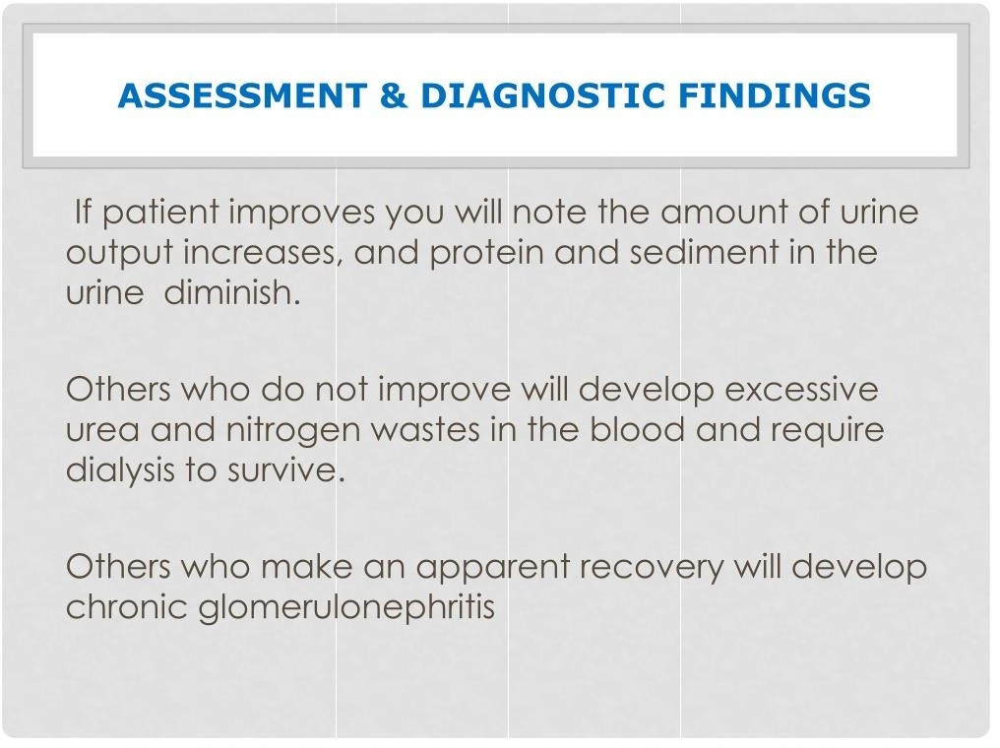 ASSESSMENT & DIAGNOSTIC FINDINGS
If patient improves you will note the amount of urine
output increases, and protein and sediment in the
urine  diminish.
Others who do not improve will develop excessive
urea and nitrogen wastes in the blood and require
dialysis to survive.
Others who make an apparent recovery will develop
chronic glomerulonephritis